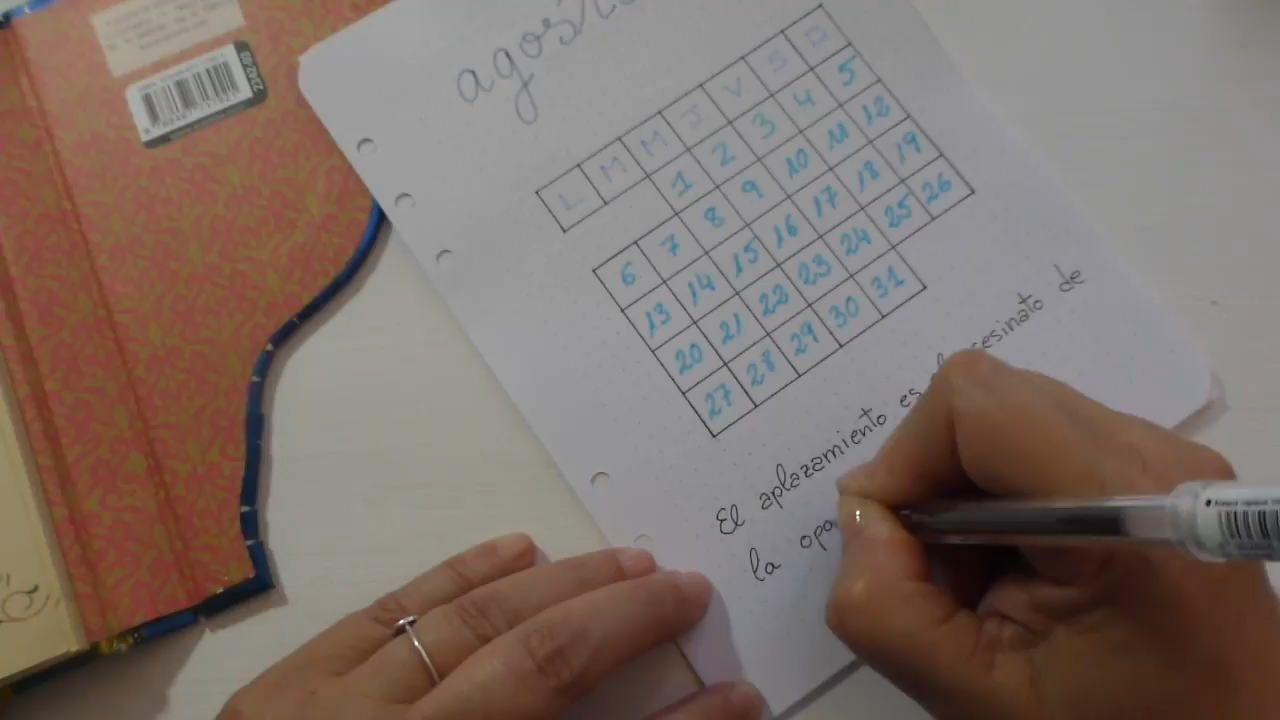 agosto
L M M J V S D
1 2 3 4 5
6 7 8 9 10 11 12
13 14 15 16 17 18 19
20 21 22 23 24 25 26
27 28 29 30 31
El aplazamiento es el asesinato de
la opo